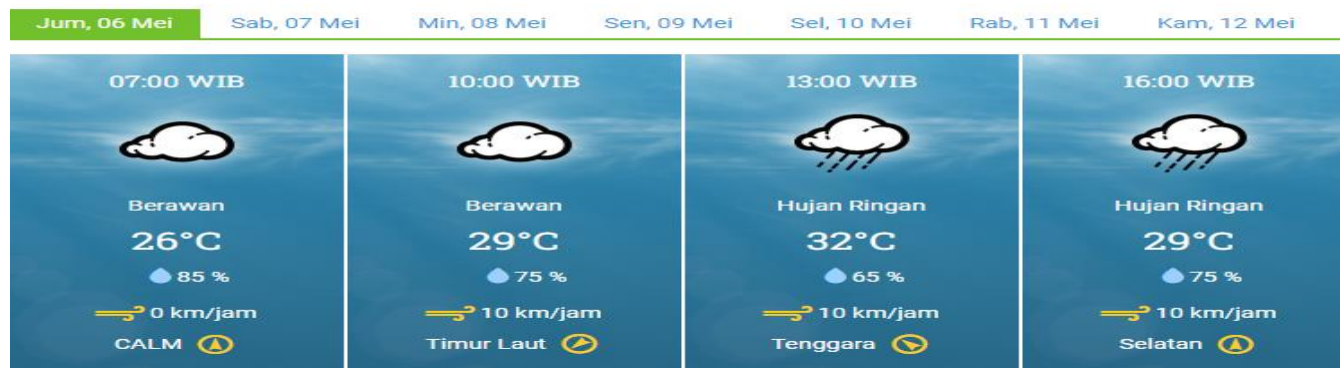 Jum, 06 Mei Sab, 07 Mei Min, 08 Mei Sen, 09 Mei Sel, 10 Mei Rab, 11 Mei Kam, 12 Mei
07:00 WIB
Berawan
26°C
85 %
0 km/jam
CALM
10:00 WIB
Berawan
29°C
75 %
10 km/jam
Timur Laut
13:00 WIB
Hujan Ringan
32°C
65 %
10 km/jam
Tenggara
16:00 WIB
Hujan Ringan
29°C
75 %
10 km/jam
Selatan